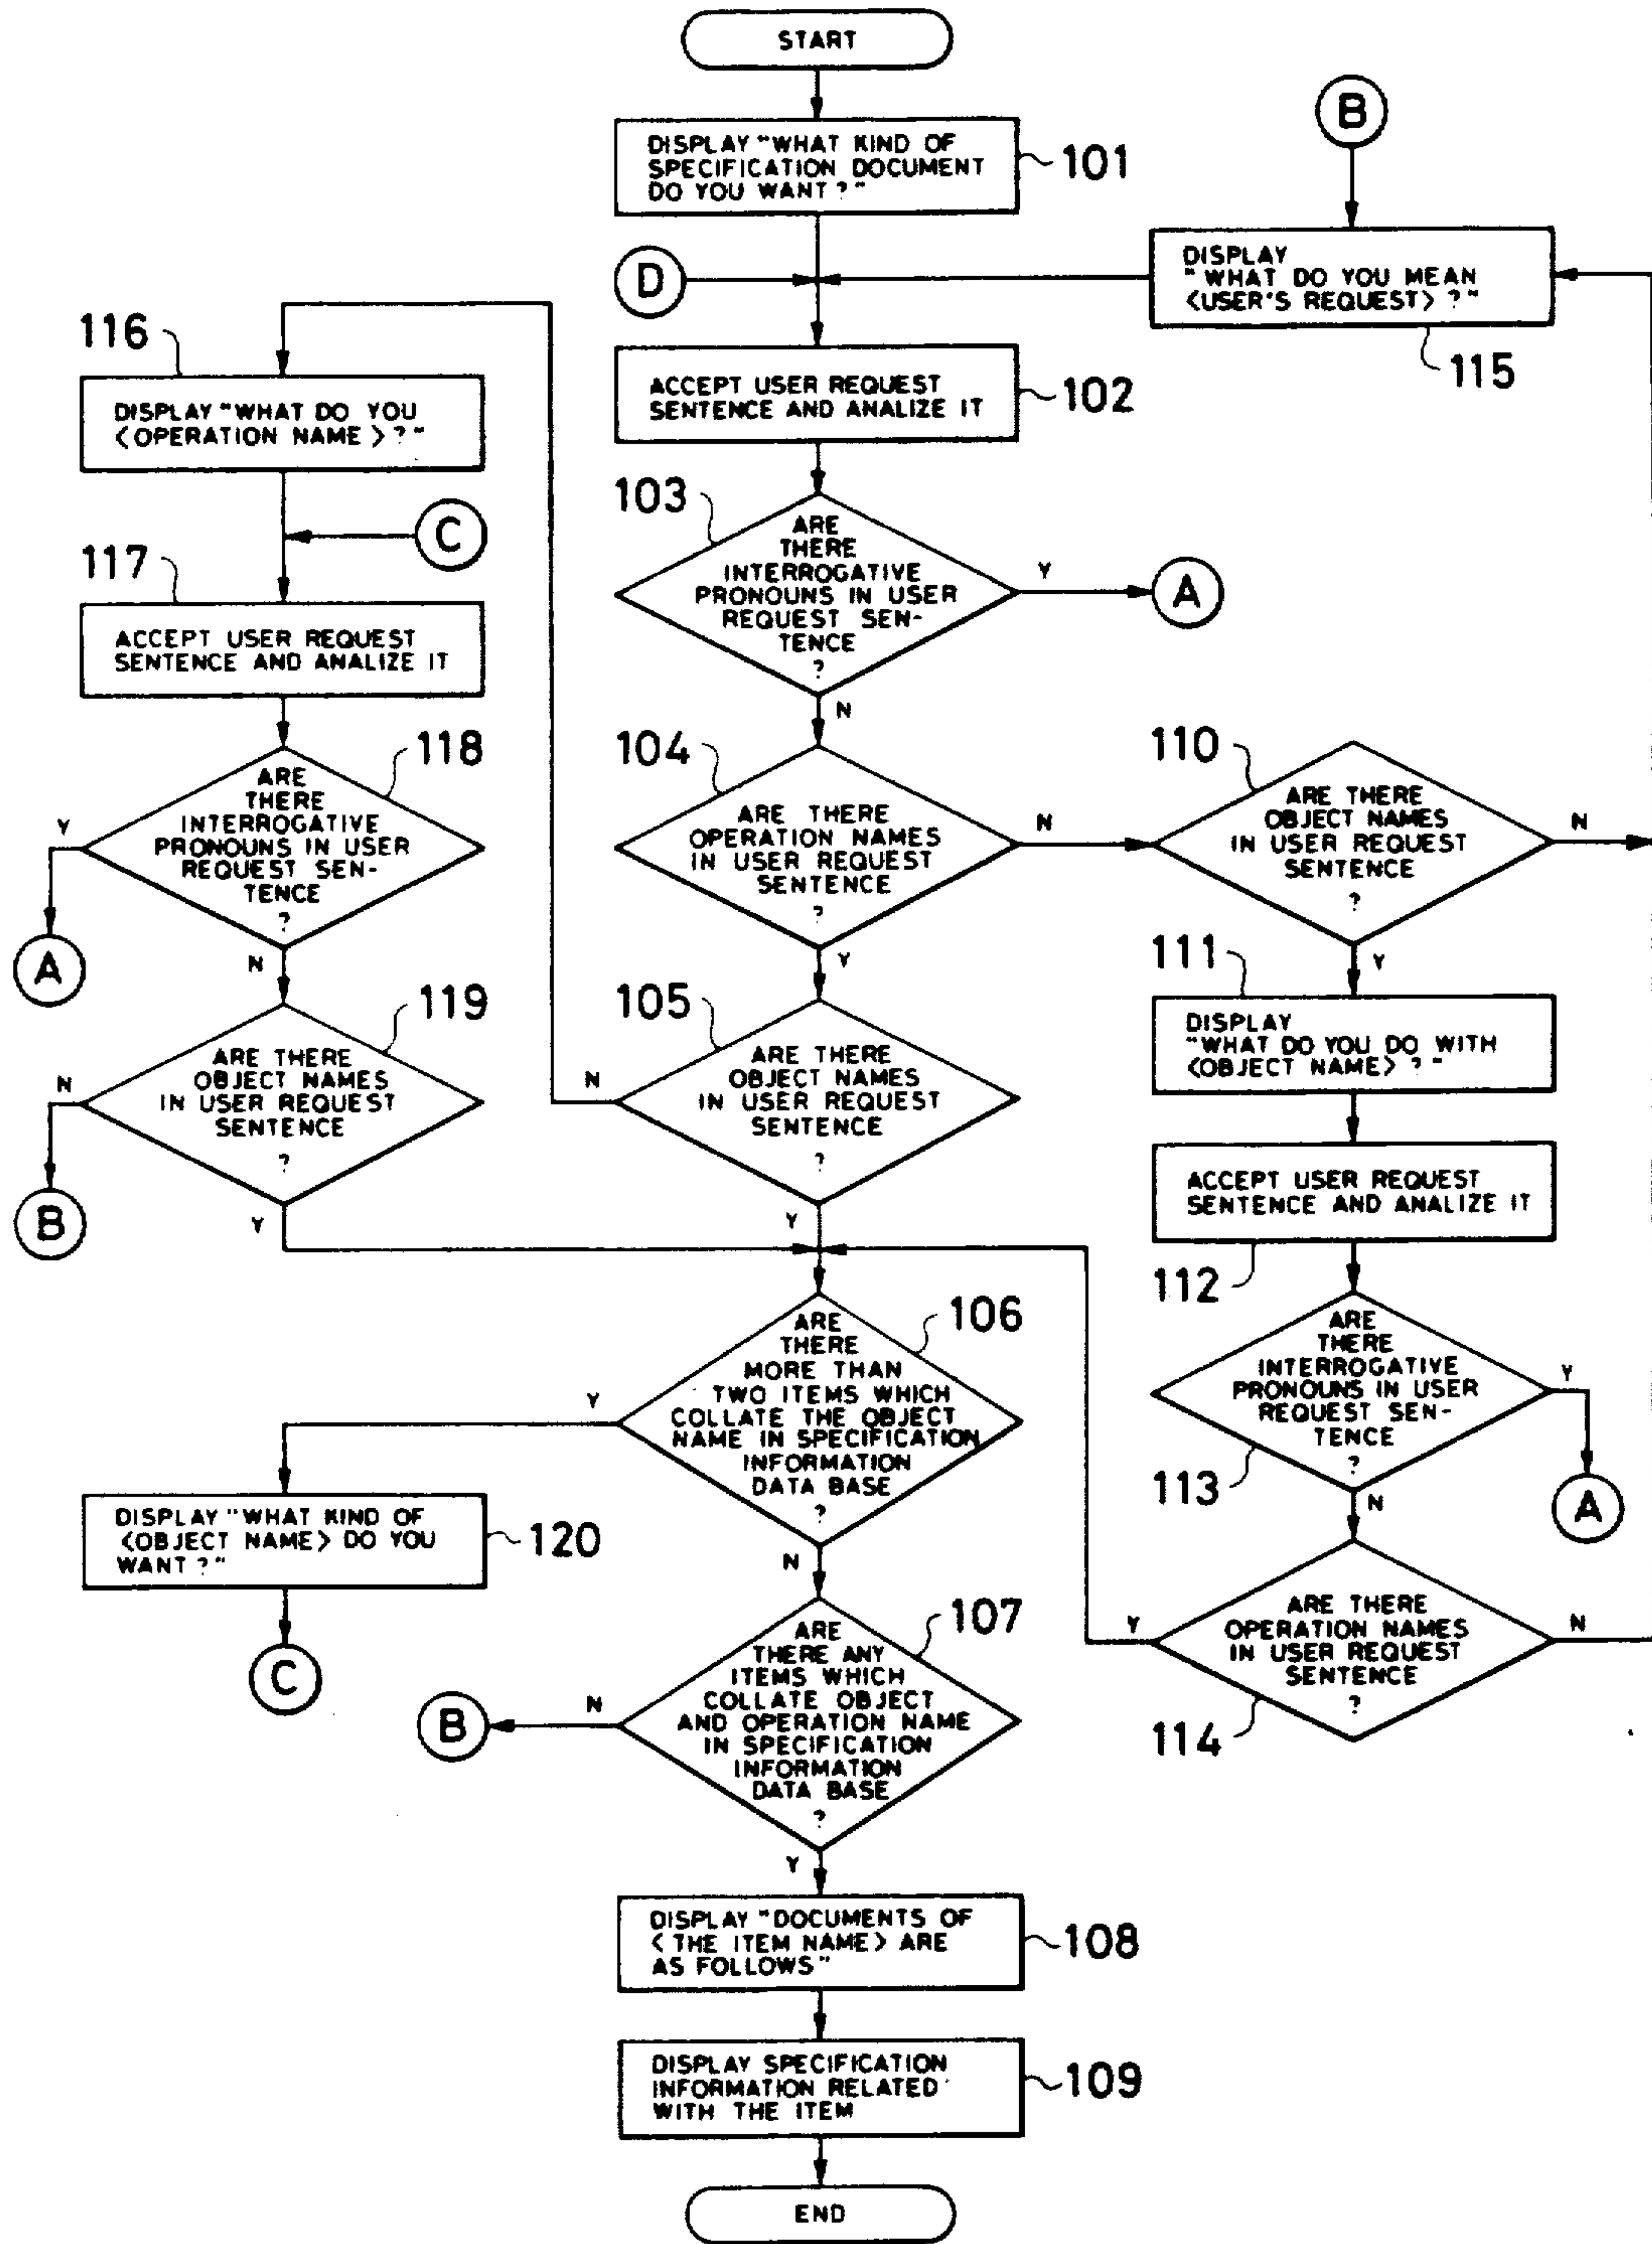 START
DISPLAY "WHAT KIND OF
SPECIFICATION DOCUMENT
DO YOU WANT ?"
101
B
D
DISPLAY
"WHAT DO YOU MEAN
<USER'S REQUEST> ?"
115
116
DISPLAY "WHAT DO YOU
<OPERATION NAME> ?"
ACCEPT USER REQUEST
SENTENCE AND ANALIZE IT
102
C
117
ACCEPT USER REQUEST
SENTENCE AND ANALIZE IT
103
ARE
THERE
INTERROGATIVE
PRONOUNS IN USER
REQUEST SEN-
TENCE
?
Y
A
N
118
ARE
THERE
INTERROGATIVE
PRONOUNS IN USER
REQUEST SEN-
TENCE
?
Y
A
N
104
ARE THERE
OPERATION NAMES
IN USER REQUEST
SENTENCE
?
N
Y
110
ARE THERE
OBJECT NAMES
IN USER REQUEST
SENTENCE
?
N
Y
119
ARE THERE
OBJECT NAMES
IN USER REQUEST
SENTENCE
?
N
B
Y
105
ARE THERE
OBJECT NAMES
IN USER REQUEST
SENTENCE
?
N
Y
111
DISPLAY
"WHAT DO YOU DO WITH
<OBJECT NAME> ?"
ACCEPT USER REQUEST
SENTENCE AND ANALIZE IT
112
106
ARE
THERE
MORE THAN
TWO ITEMS WHICH
COLLATE THE OBJECT
NAME IN SPECIFICATION
INFORMATION
DATA BASE
?
Y
N
ARE
THERE
INTERROGATIVE
PRONOUNS IN USER
REQUEST SEN-
TENCE
?
113
Y
A
N
DISPLAY "WHAT KIND OF
<OBJECT NAME> DO YOU
WANT ?"
120
C
107
ARE
THERE ANY
ITEMS WHICH
COLLATE OBJECT
AND OPERATION NAME
IN SPECIFICATION
INFORMATION
DATA BASE
?
N
B
Y
ARE THERE
OPERATION NAMES
IN USER REQUEST
SENTENCE
?
114
Y
N
DISPLAY "DOCUMENTS OF
<THE ITEM NAME> ARE
AS FOLLOWS"
108
DISPLAY SPECIFICATION
INFORMATION RELATED
WITH THE ITEM
109
END